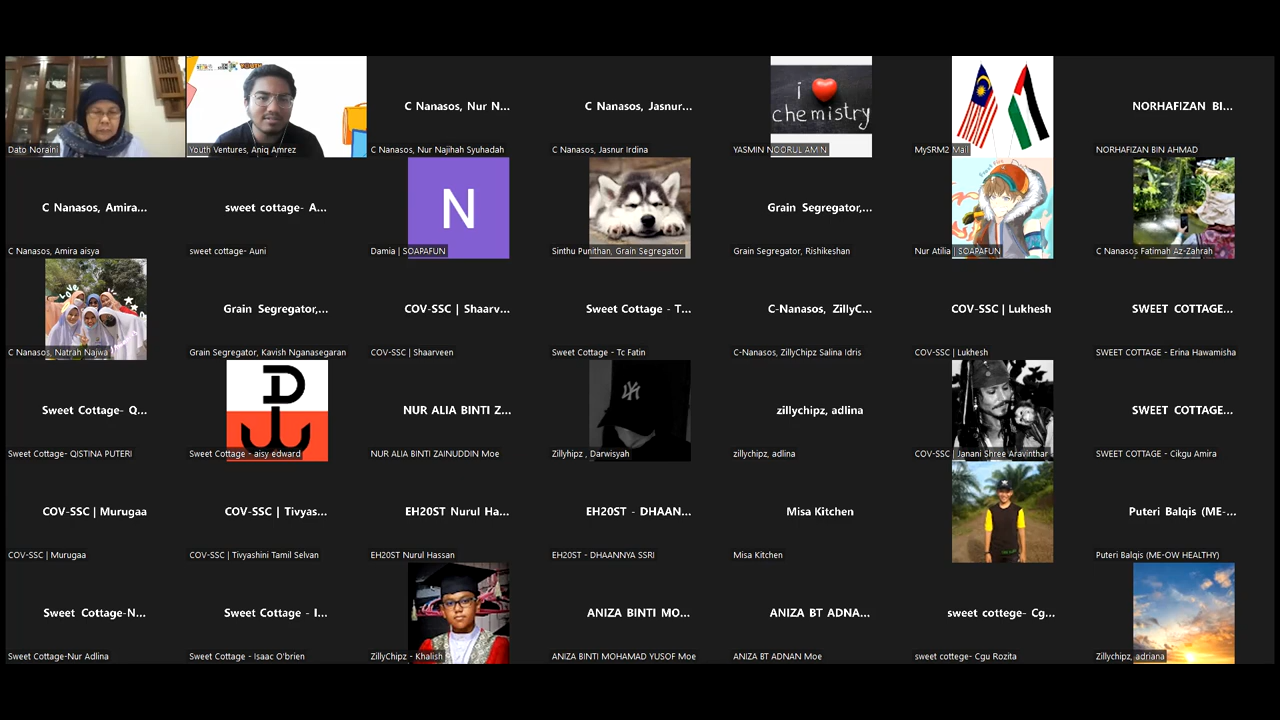 Dato Noraini
YOUTH
Youth Ventures, Aniq Amrez
C Nanasos, Nur N...
C Nanasos, Nur Najihah Syuhadah
C Nanasos, Jasnur...
C Nanasos, Jasnur Irdina
i
chemistry
YASMIN NOORUL AMIN
MySRM2 Mail
NORHAFIZAN BI...
NORHAFIZAN BIN AHMAD
C Nanasos, Amira...
C Nanasos, Amira aisya
sweet cottage- A...
sweet cottage- Auni
N
Damia | SOAPAFUN
Sinthu Punithan, Grain Segregator
Grain Segregator,...
Grain Segregator, Rishikeshan
Nur Atilia | SOAPAFUN
C Nanasos Fatimah Az-Zahrah
LOVE
C Nanasos, Natrah Najwa
Grain Segregator,...
Grain Segregator, Kavish Nganasegaran
COV-SSC | Shaarv...
COV-SSC | Shaarveen
Sweet Cottage - T...
Sweet Cottage - Tc Fatin
C-Nanasos, ZillyC...
C-Nanasos, ZillyChipz Salina Idris
COV-SSC | Lukhesh
COV-SSC | Lukhesh
SWEET COTTAGE...
SWEET COTTAGE - Erina Hawamisha
Sweet Cottage- Q...
Sweet Cottage- QISTINA PUTERI
Sweet Cottage - aisy edward
NUR ALIA BINTI Z...
NUR ALIA BINTI ZAINUDDIN Moe
Zillyhipz , Darwisyah
zillychipz, adlina
zillychipz, adlina
COV-SSC | Janani Shree Aravinthar
SWEET COTTAGE...
SWEET COTTAGE - Cikgu Amira
COV-SSC | Murugaa
COV-SSC | Murugaa
COV-SSC | Tivyas...
COV-SSC | Tivyashini Tamil Selvan
EH20ST Nurul Ha...
EH20ST Nurul Hassan
EH20ST - DHAAN...
EH20ST - DHAANNYA SSRI
Misa Kitchen
Misa Kitchen
Puteri Balqis (ME-...
Puteri Balqis (ME-OW HEALTHY)
Sweet Cottage-N...
Sweet Cottage-Nur Adlina
Sweet Cottage - I...
Sweet Cottage - Isaac O'brien
ZillyChipz - Khalish
ANIZA BINTI MO...
ANIZA BINTI MOHAMAD YUSOF Moe
ANIZA BT ADNA...
ANIZA BT ADNAN Moe
sweet cottege- Cg...
sweet cottege- Cgu Rozita
Zillychipz, adriana